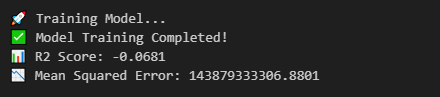 🚀 Training Model...
✅ Model Training Completed!
📊 R2 Score: -0.0681
📉 Mean Squared Error: 143879333306.8801